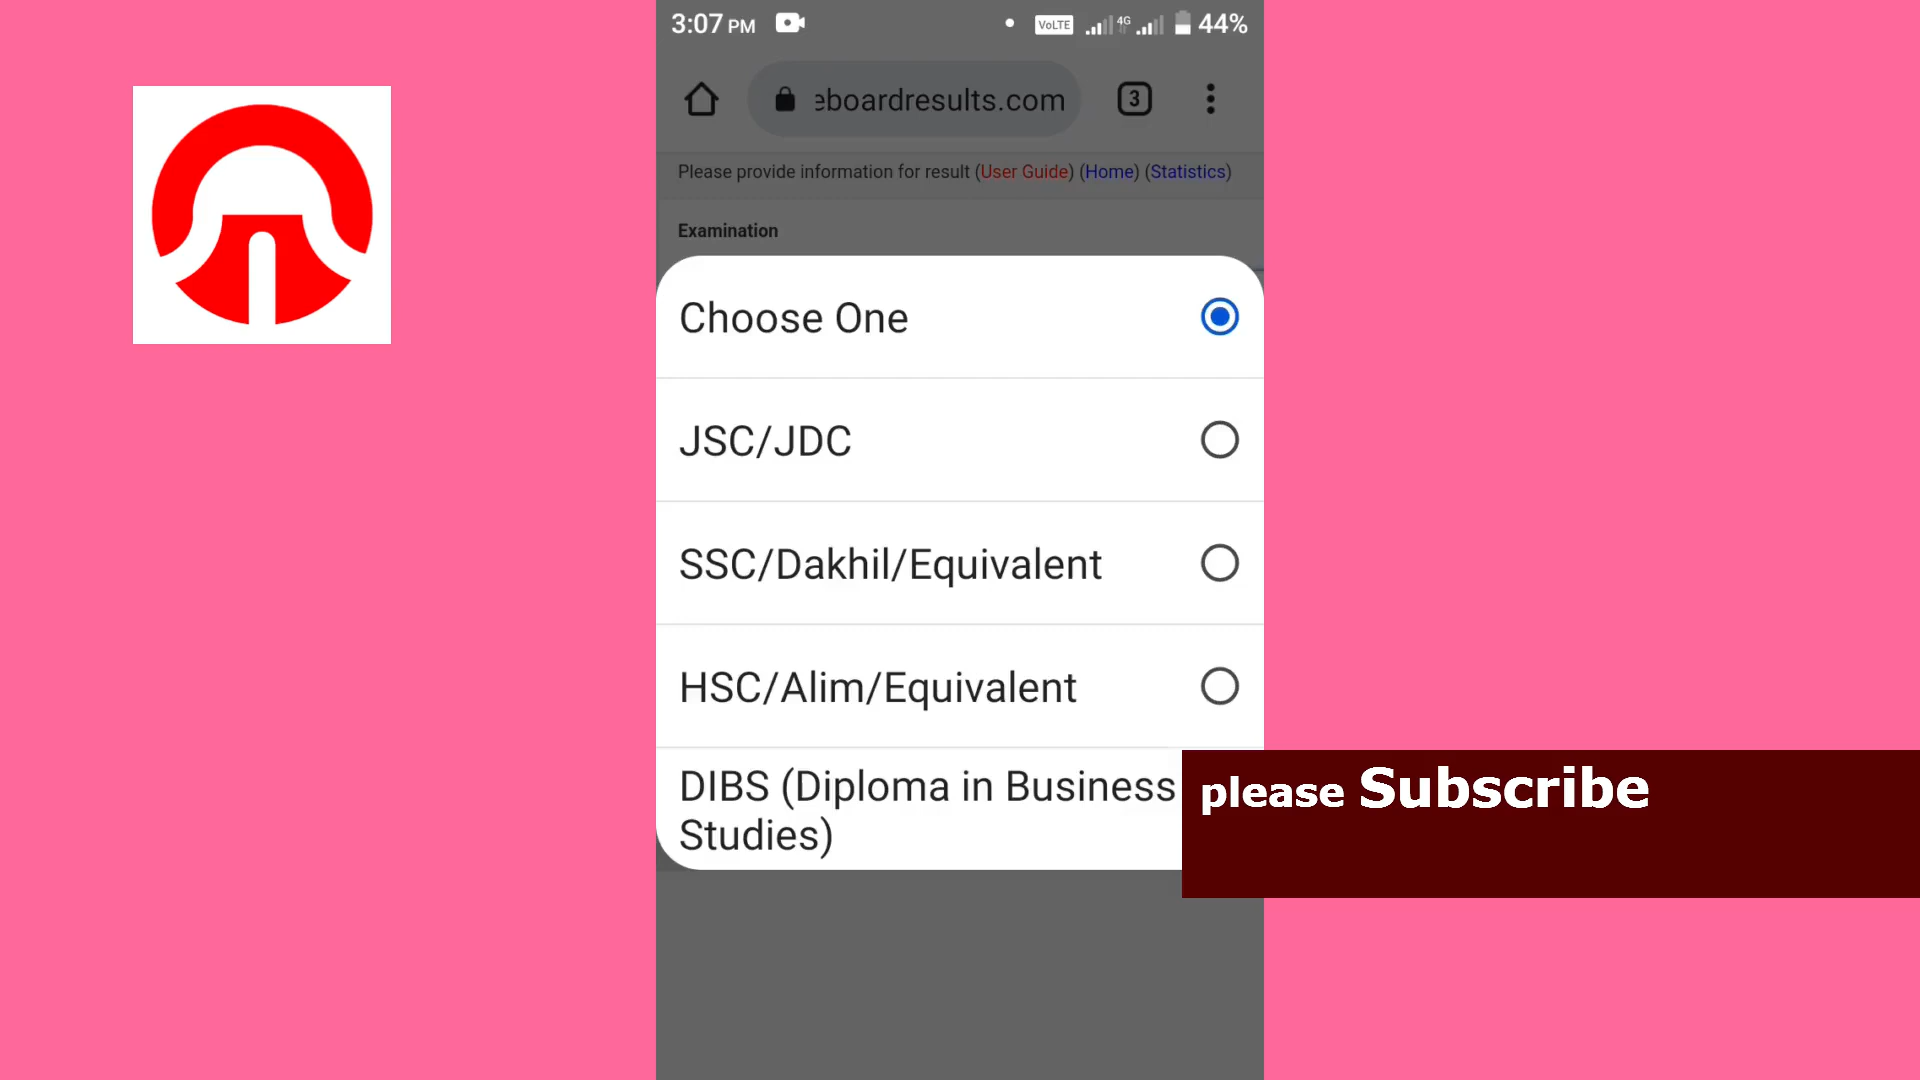 3:07 PM VoLTE 4G 44%
eboardresults.com 3
Please provide information for result (User Guide) (Home) (Statistics)
Examination
Choose One
JSC/JDC
SSC/Dakhil/Equivalent
HSC/Alim/Equivalent
DIBS (Diploma in Business
Studies)
please Subscribe